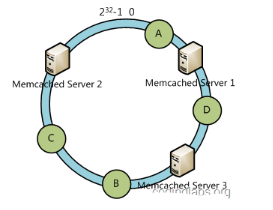 2³²-1 0
A
Memcached Server 2
Memcached Server 1
D
C
B
Memcached Server 3